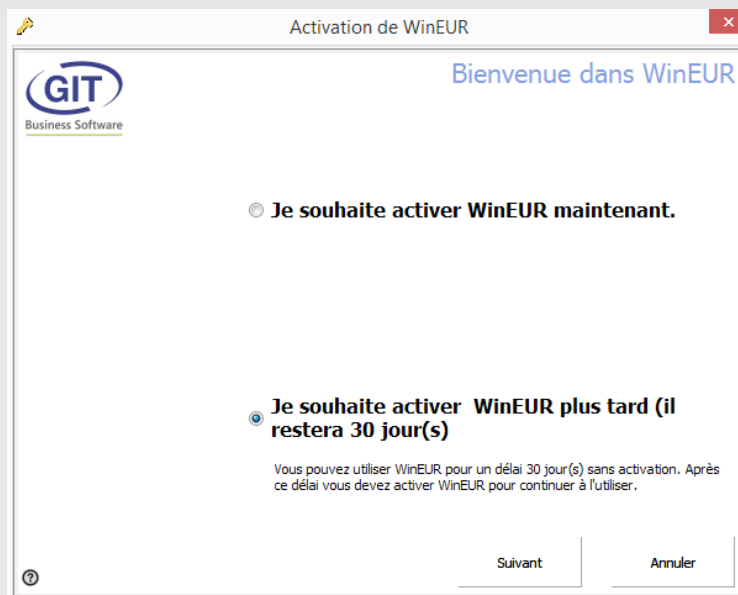 Activation de WinEUR
GIT
Business Software
Bienvenue dans WinEUR
Je souhaite activer WinEUR maintenant.
Je souhaite activer  WinEUR plus tard (il
restera 30 jour(s)
Vous pouvez utiliser WinEUR pour un délai 30 jour(s) sans activation. Après
ce délai vous devez activer WinEUR pour continuer à l'utiliser.
Suivant
Annuler